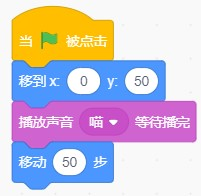 当 被点击
移到 x: 0 y: 50
播放声音 喵 等待播完
移动 50 步